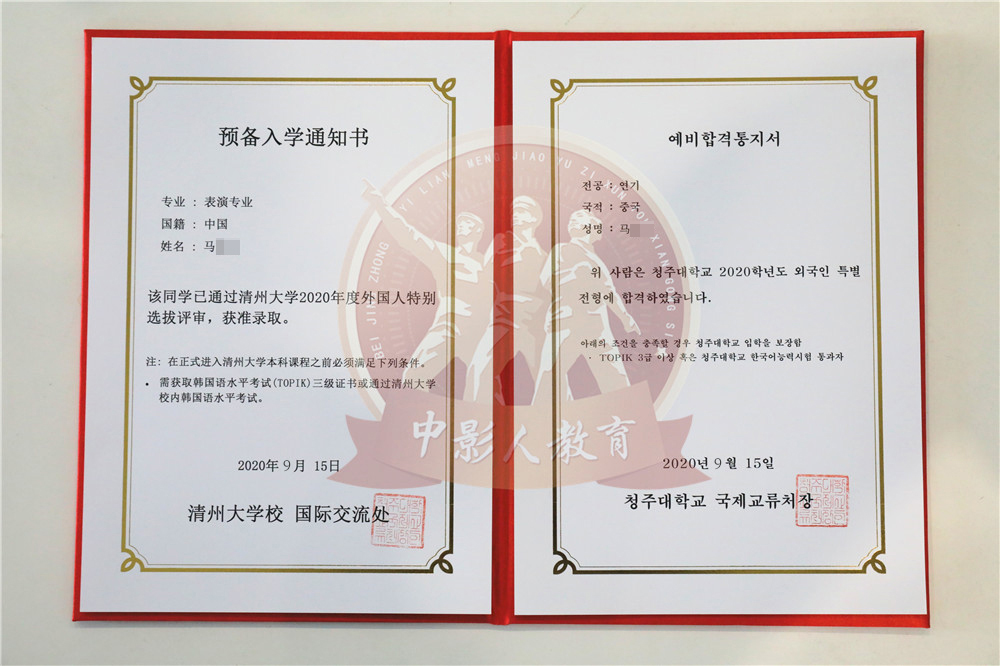 预备入学通知书
专业 : 表演专业
国籍 : 中国
姓名 : 马
该同学已通过清州大学2020年度外国人特别
选拔评审，获准录取。
注: 在正式进入清州大学本科课程之前必须满足下列条件。
• 需获取韩国语水平考试(TOPIK)三级证书或通过清州大学
校内韩国语水平考试。
2020年 9月 15日
清州大学校 国际交流处
예비합격통지서
전공 : 연기
국적 : 중국
성명 : 马
위 사람은 청주대학교 2020학년도 외국인 특별
전형에 합격하였습니다.
아래의 조건을 충족할 경우 청주대학교 입학을 보장함
· TOPIK 3급 이상 혹은 청주대학교 한국어능력시험 통과자
2020년 9월 15일
청주대학교 국제교류처장
中影人教育